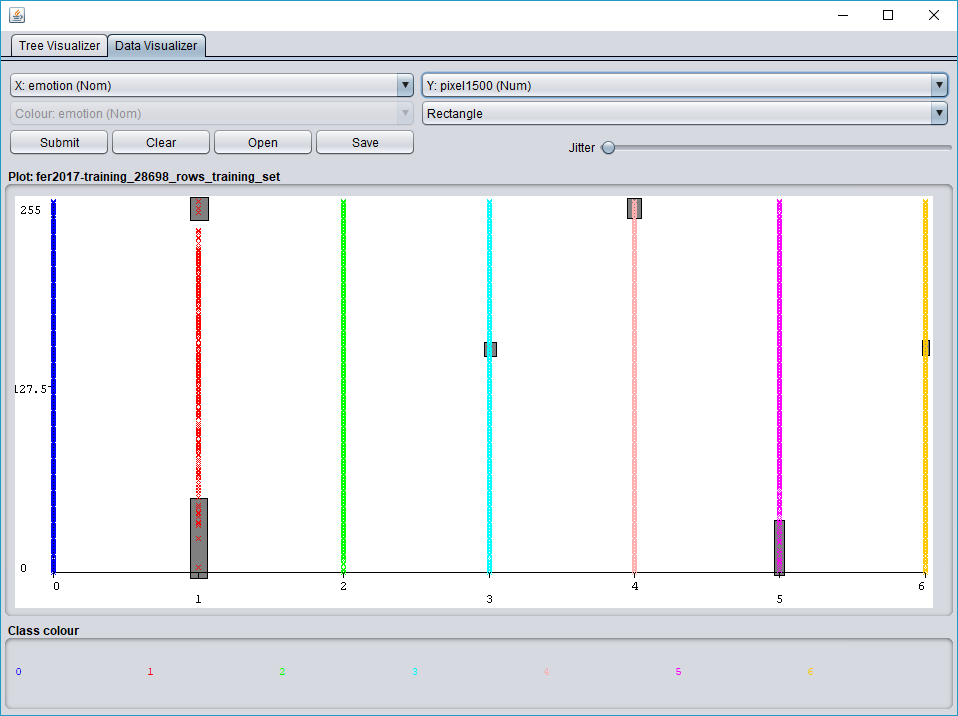 Tree Visualizer Data Visualizer
X: emotion (Nom) Y: pixel1500 (Num)
Colour: emotion (Nom) Rectangle
Submit Clear Open Save Jitter
Plot: fer2017-training_28698_rows_training_set
255
127.5
0
0 2 4 6
1 3 5
Class colour
0 1 2 3 4 5 6